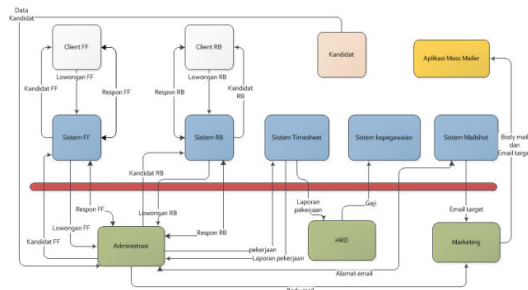 Data
Kandidat
Client FF
Client RB
Kandidat
Aplikasi Mass Mailer
Kandidat FF
Lowongan FF
Respon FF
Respon RB
Lowongan RB
Kandidat
RB
Sistem FF
Sistem RB
Sistem Timesheet
Sistem kepegawaian
Sistem Mailshot
Body mail
dan
Email target
Kandidat RB
Respon FF
Lowongan RB
Laporan
pekerjaan
Gaji
Email target
Lowongan FF
Kandidat FF
Administrasi
Respon RB
pekerjaan
Laporan pekerjaan
HRD
Marketing
Alamat email
Body mail